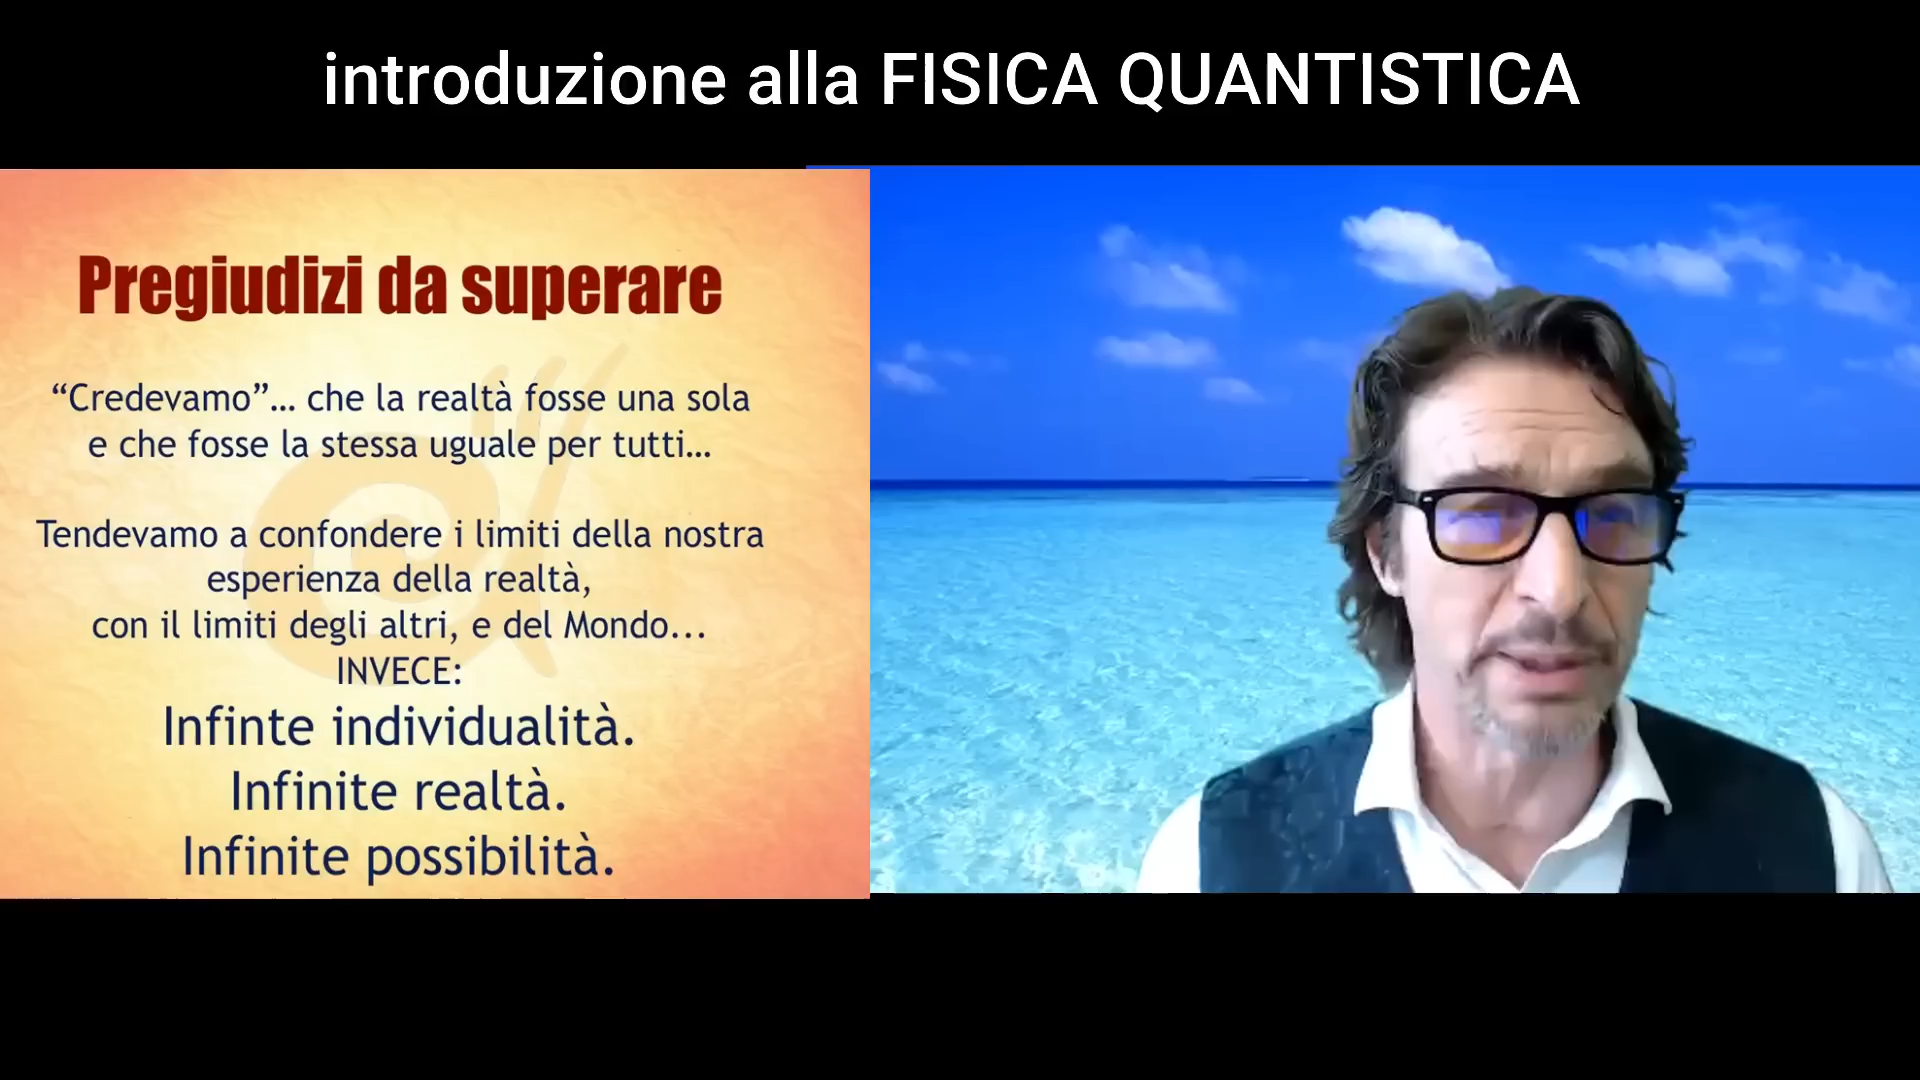 introduzione alla FISICA QUANTISTICA
Pregiudizi da superare
“Credevamo”... che la realtà fosse una sola
e che fosse la stessa uguale per tutti...
Tendevamo a confondere i limiti della nostra
esperienza della realtà,
con il limiti degli altri, e del Mondo...
INVECE:
Infinte individualità.
Infinite realtà.
Infinite possibilità.